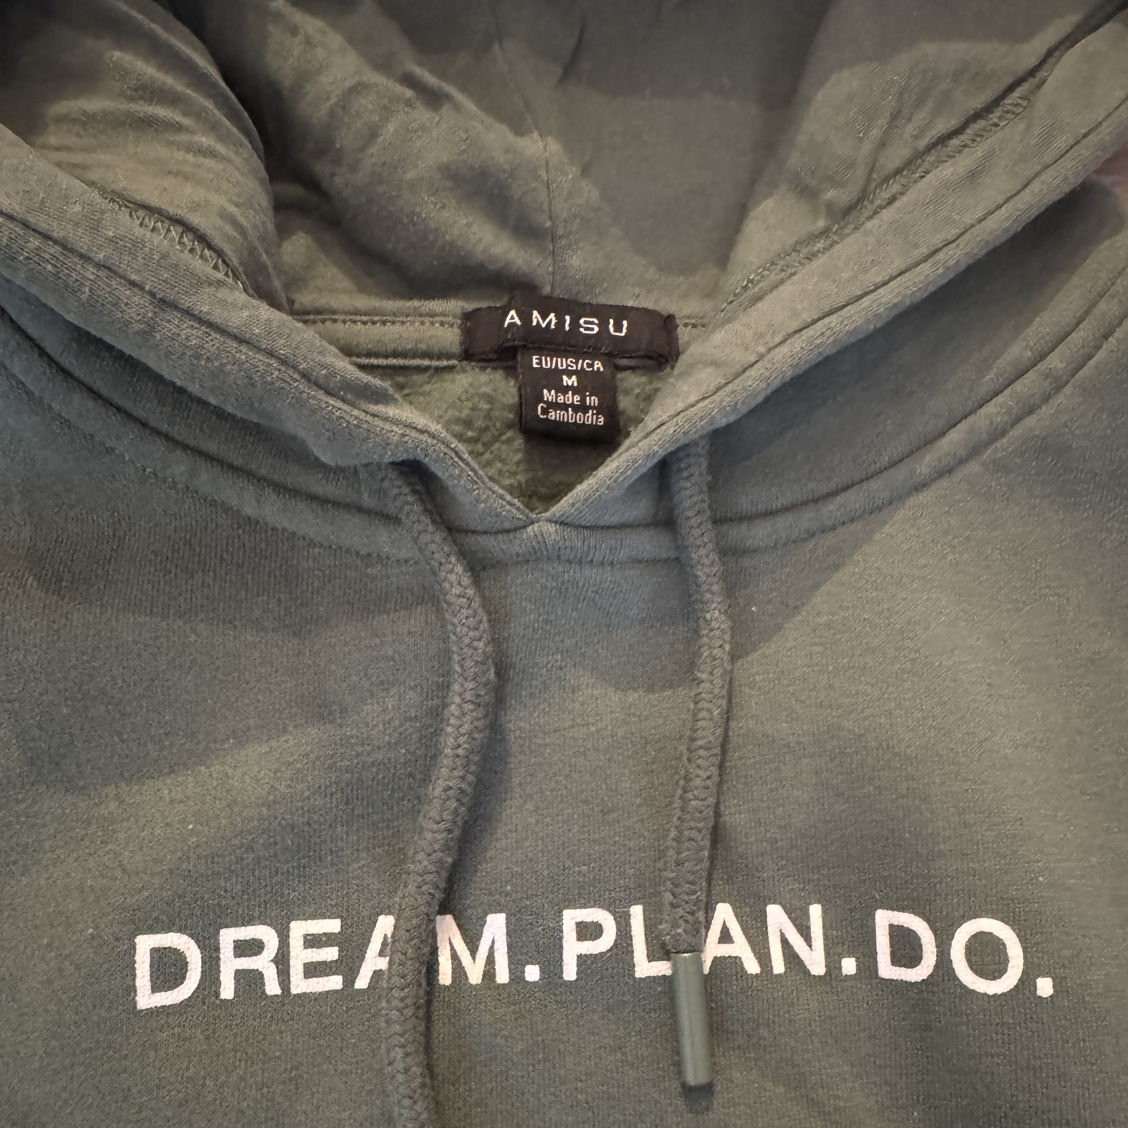 AMISU
EU/US/CA
M
Made in
Cambodia
DREAM.PLAN.DO.